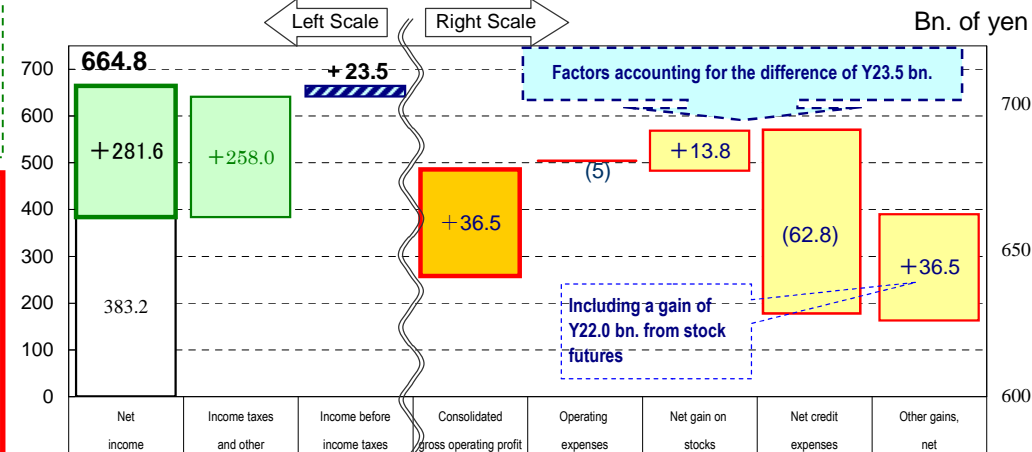 Left Scale
Right Scale
Bn. of yen
664.8
+ 23.5
Factors accounting for the difference of Y23.5 bn.
700
600
500
400
300
200
100
0
700
650
600
+281.6
+258.0
383.2
+36.5
(5)
+13.8
(62.8)
+36.5
Including a gain of
Y22.0 bn. from stock
futures
Net
income
Income taxes
and other
Income before
income taxes
Consolidated
gross operating profit
Operating
expenses
Net gain on
stocks
Net credit
expenses
Other gains,
net